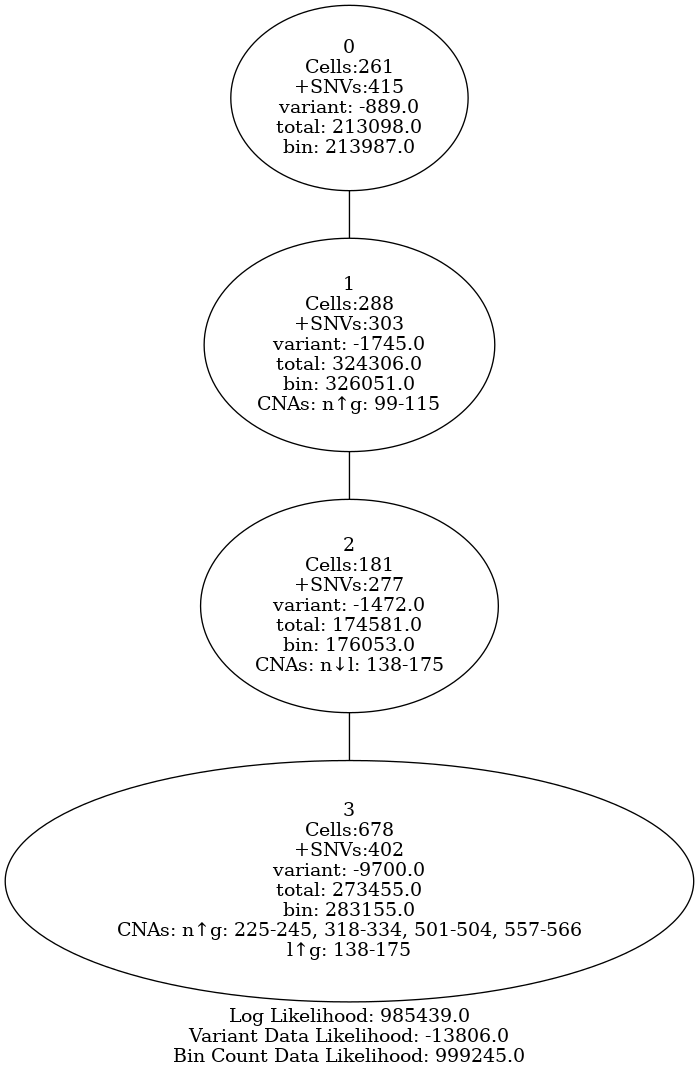 0
Cells:261
+SNVs:415
variant: -889.0
total: 213098.0
bin: 213987.0
1
Cells:288
+SNVs:303
variant: -1745.0
total: 324306.0
bin: 326051.0
CNAs: n↑g: 99-115
2
Cells:181
+SNVs:277
variant: -1472.0
total: 174581.0
bin: 176053.0
CNAs: n↓l: 138-175
3
Cells:678
+SNVs:402
variant: -9700.0
total: 273455.0
bin: 283155.0
CNAs: n↑g: 225-245, 318-334, 501-504, 557-566
l↑g: 138-175
Log Likelihood: 985439.0
Variant Data Likelihood: -13806.0
Bin Count Data Likelihood: 999245.0